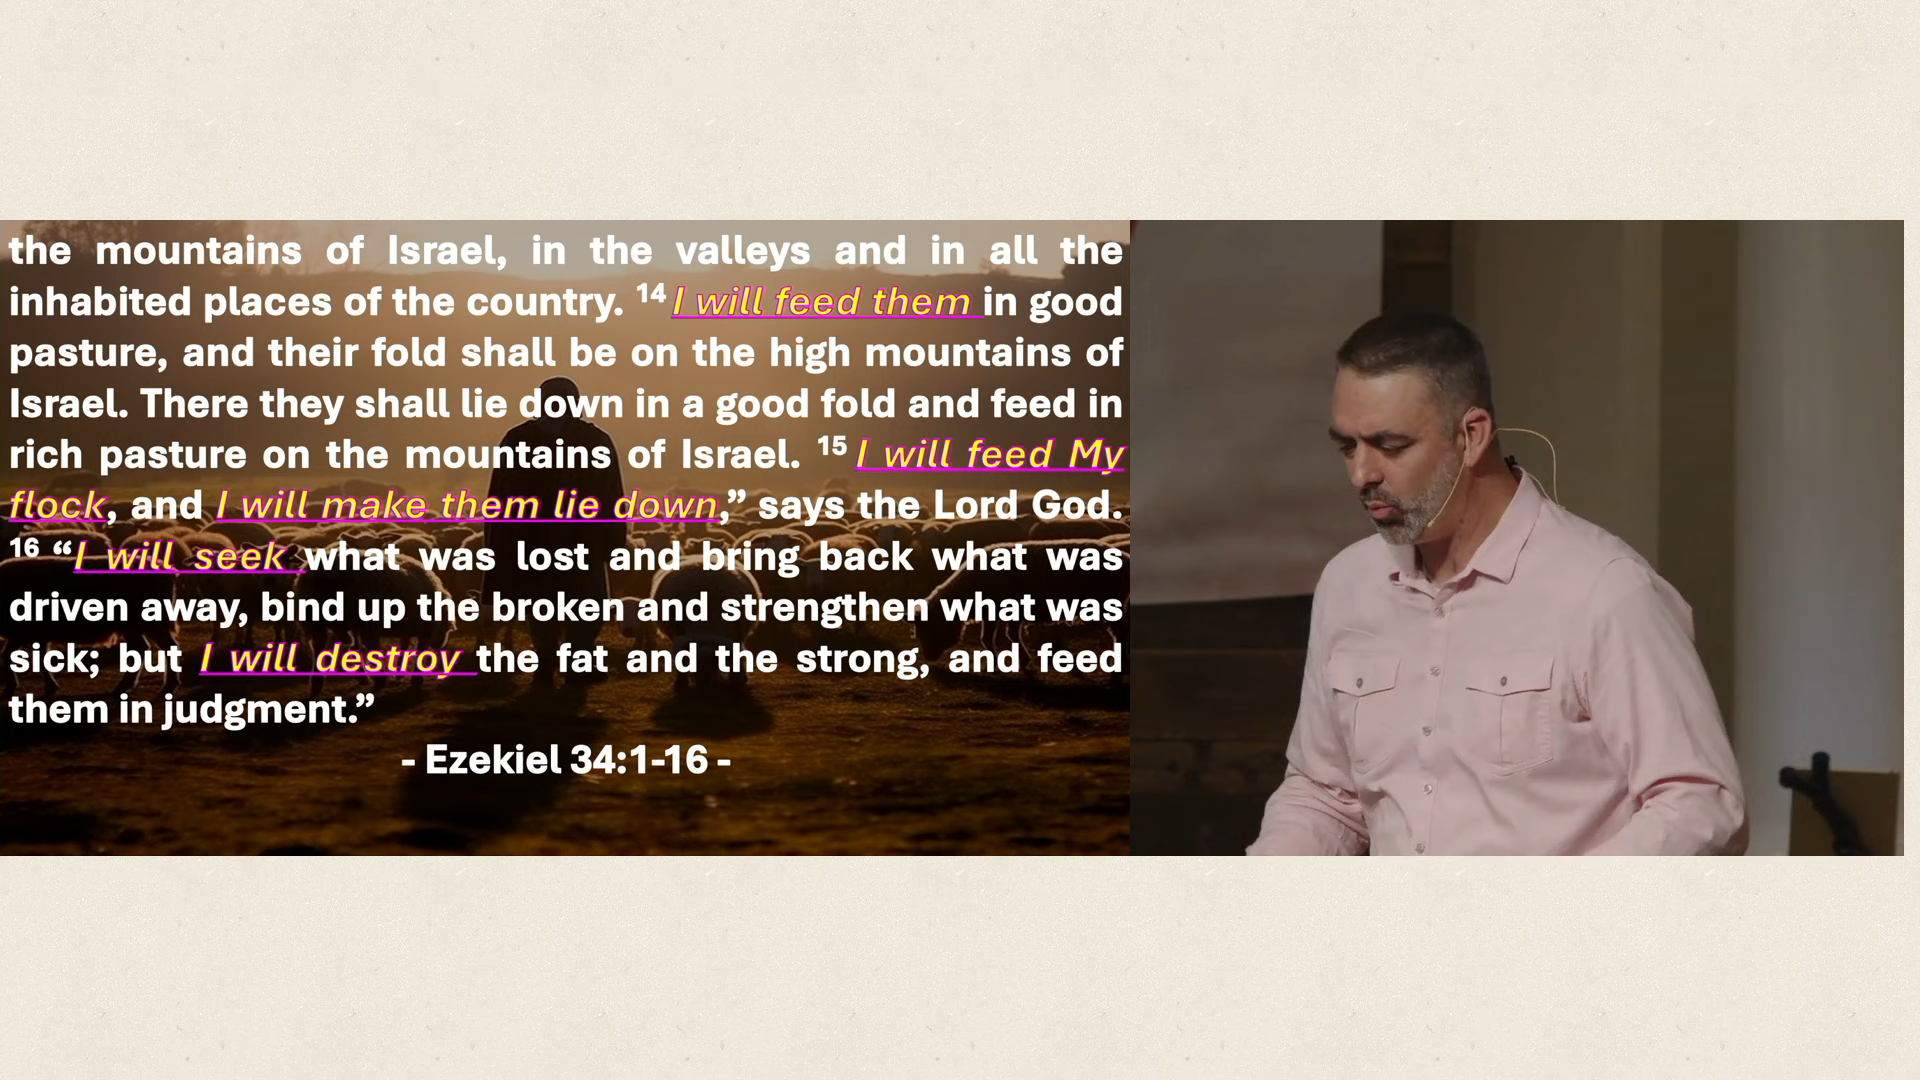 the mountains of Israel, in the valleys and in all the
inhabited places of the country. 14 I will feed them in good
pasture, and their fold shall be on the high mountains of
Israel. There they shall lie down in a good fold and feed in
rich pasture on the mountains of Israel. 15 I will feed My
flock, and I will make them lie down,” says the Lord God.
16 “I will seek what was lost and bring back what was
driven away, bind up the broken and strengthen what was
sick; but I will destroy the fat and the strong, and feed
them in judgment.”
- Ezekiel 34:1-16 -